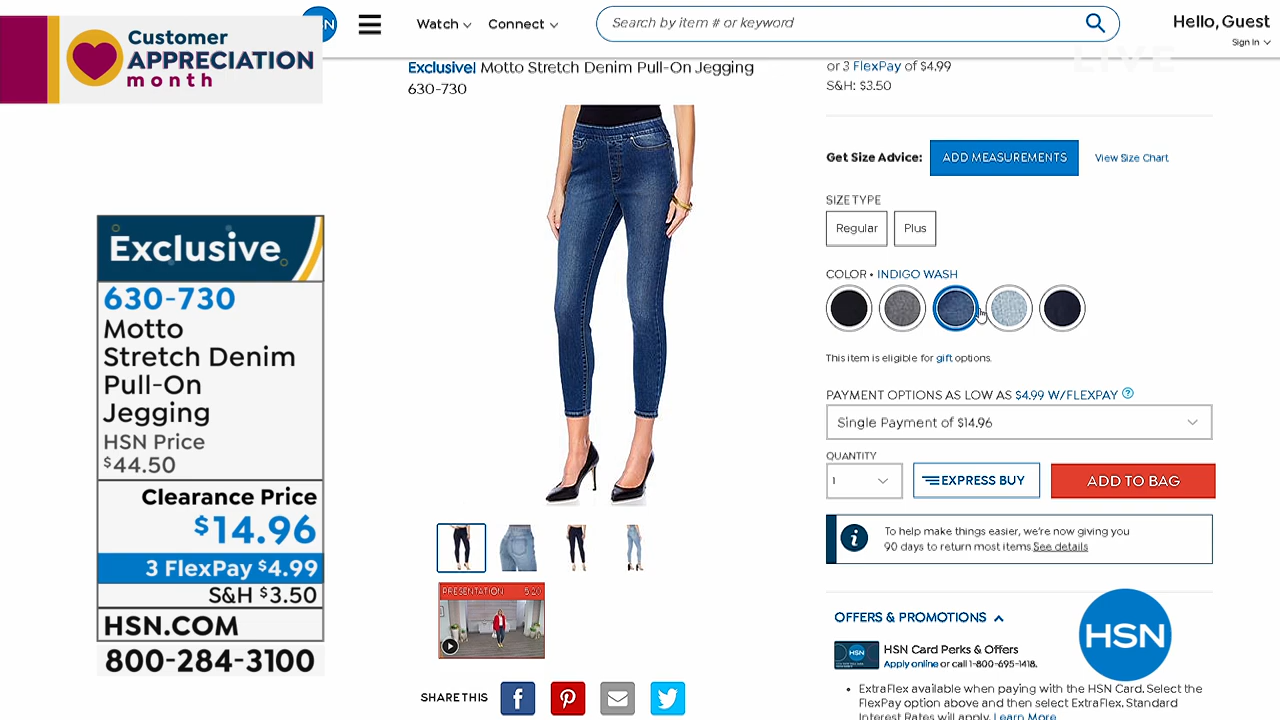 Customer
APPRECIATION
month
HSN
Watch
Connect
Search by item # or keyword
Hello, Guest
Sign In
LIVE
Exclusive! Motto Stretch Denim Pull-On Jegging
630-730
or 3 FlexPay of $4.99
S&H: $3.50
Get Size Advice:
ADD MEASUREMENTS
View Size Chart
SIZE TYPE
Regular
Plus
COLOR • INDIGO WASH
This item is eligible for gift options.
PAYMENT OPTIONS AS LOW AS $4.99 W/FLEXPAY ?
Single Payment of $14.96
QUANTITY
1
EXPRESS BUY
ADD TO BAG
i
To help make things easier, we're now giving you
90 days to return most items. See details
Exclusive
630-730
Motto
Stretch Denim
Pull-On
Jegging
HSN Price
$44.50
Clearance Price
$14.96
3 FlexPay $4.99
S&H $3.50
HSN.COM
800-284-3100
PRESENTATION 5:20
SHARE THIS
OFFERS & PROMOTIONS
HSN
HSN Card Perks & Offers
Apply online or call 1-800-695-1418.
• ExtraFlex available when paying with the HSN Card. Select the
FlexPay option above and then select ExtraFlex. Standard
Interest Rates will apply. Learn More
HSN